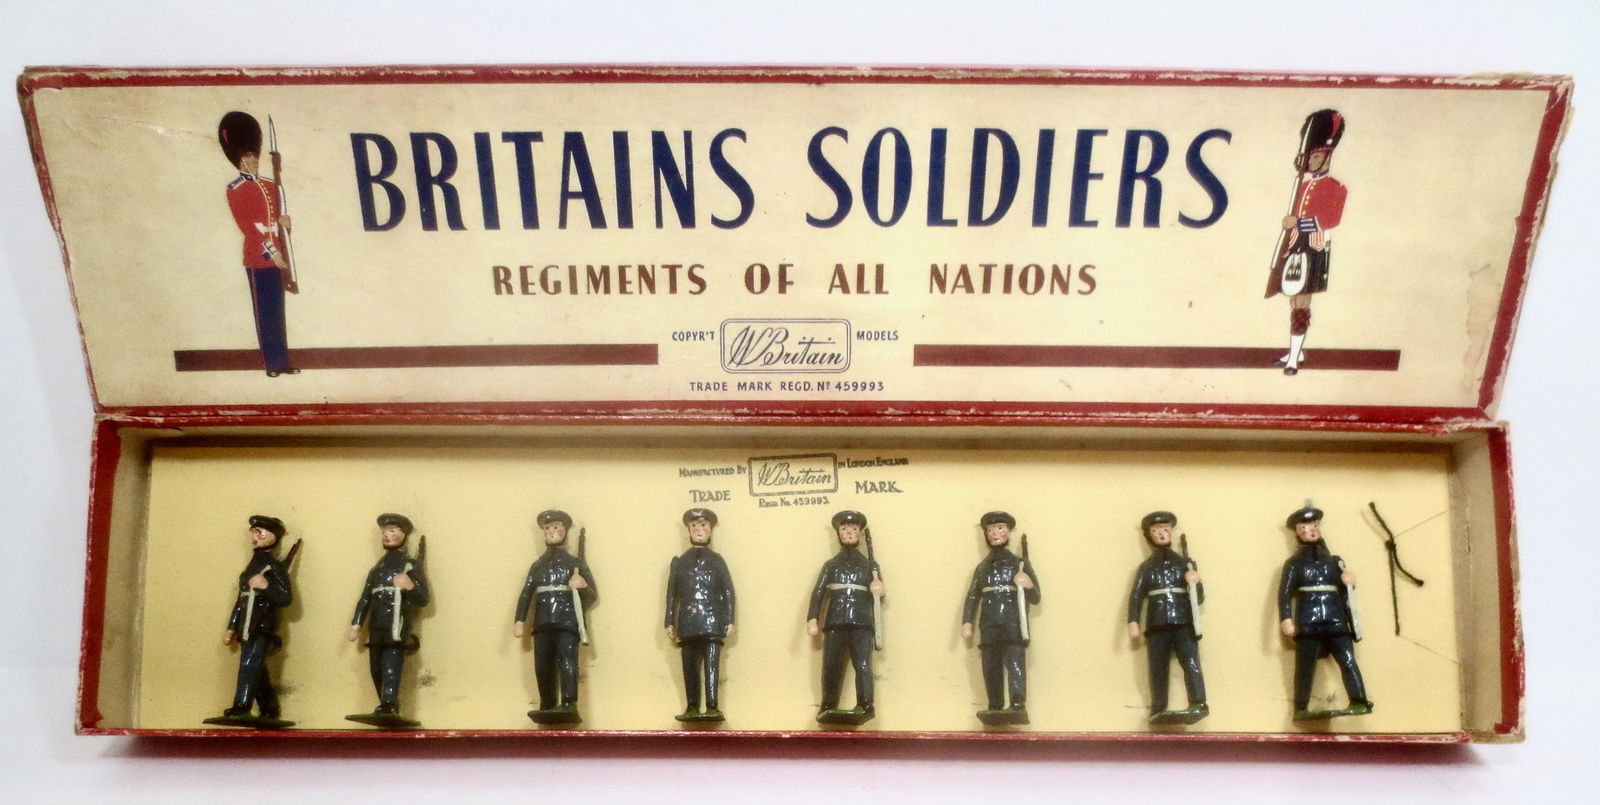 BRITAINS SOLDIERS
REGIMENTS OF ALL NATIONS
COPYR'T W Britain MODELS
TRADE MARK REGD. Nº 459993
MANUFACTURED BY W Britain IN LONDON ENGLAND
TRADE MARK
REGD. No. 459993.